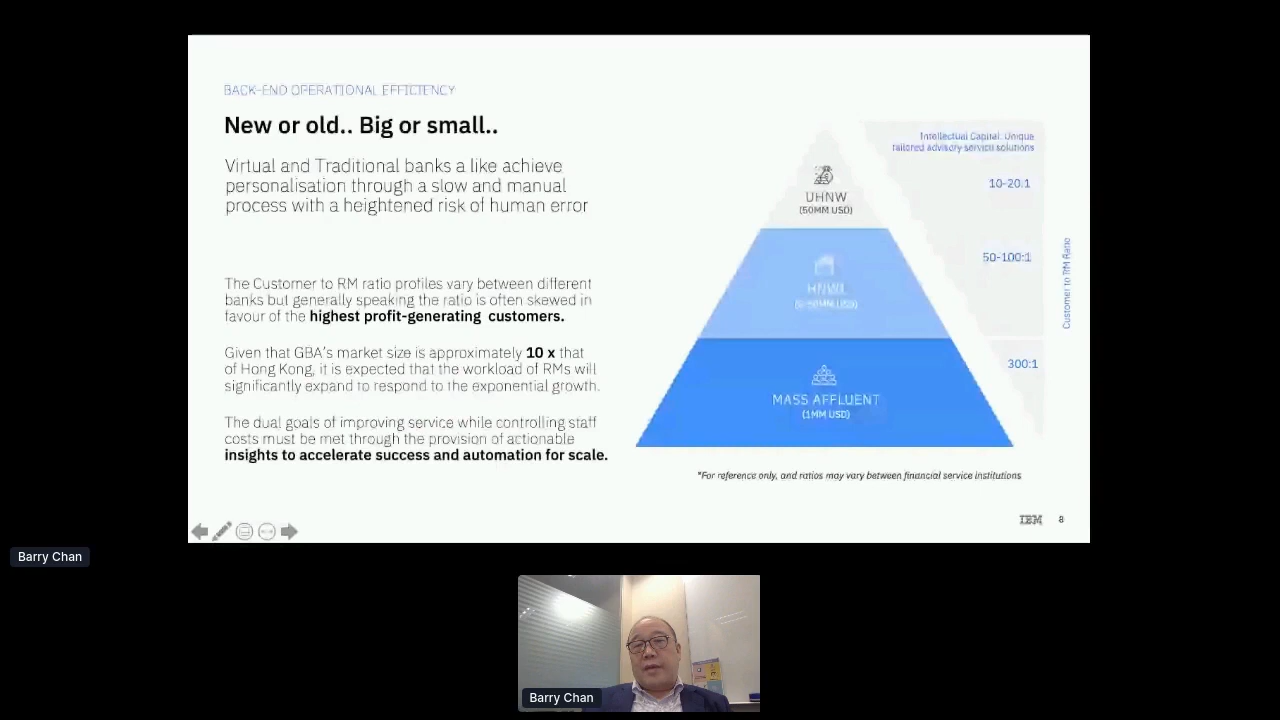 BACK-END OPERATIONAL EFFICIENCY
New or old.. Big or small..
Virtual and Traditional banks a like achieve
personalisation through a slow and manual
process with a heightened risk of human error
The Customer to RM ratio profiles vary between different
banks but generally speaking the ratio is often skewed in
favour of the highest profit-generating customers.
Given that GBA's market size is approximately 10 x that
of Hong Kong, it is expected that the workload of RMs will
significantly expand to respond to the exponential growth.
The dual goals of improving service while controlling staff
costs must be met through the provision of actionable
insights to accelerate success and automation for scale.
Intellectual Capital. Unique
tailored advisory service solutions
UHNW
(50MM USD)
10-20:1
HNWI
50-100:1
Customer to RM Ratio
MASS AFFLUENT
(1MM USD)
300:1
*For reference only, and ratios may vary between financial service institutions
IBM 8
Barry Chan
Barry Chan